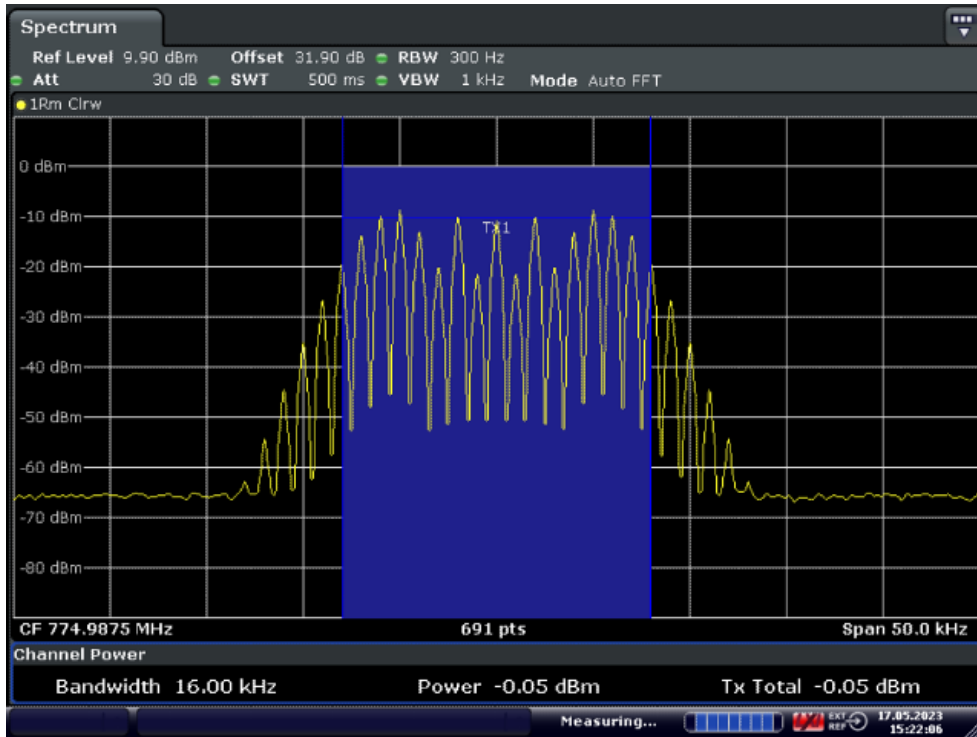 Spectrum
Ref Level 9.90 dBm Offset 31.90 dB RBW 300 Hz
Att 30 dB SWT 500 ms VBW 1 kHz Mode Auto FFT
1Rm Clrw
0 dBm
-10 dBm
TX1
-20 dBm
-30 dBm
-40 dBm
-50 dBm
-60 dBm
-70 dBm
-80 dBm
CF 774.9875 MHz 691 pts Span 50.0 kHz
Channel Power
Bandwidth 16.00 kHz Power -0.05 dBm Tx Total -0.05 dBm
Measuring... EXT REF 17.05.2023
15:22:06